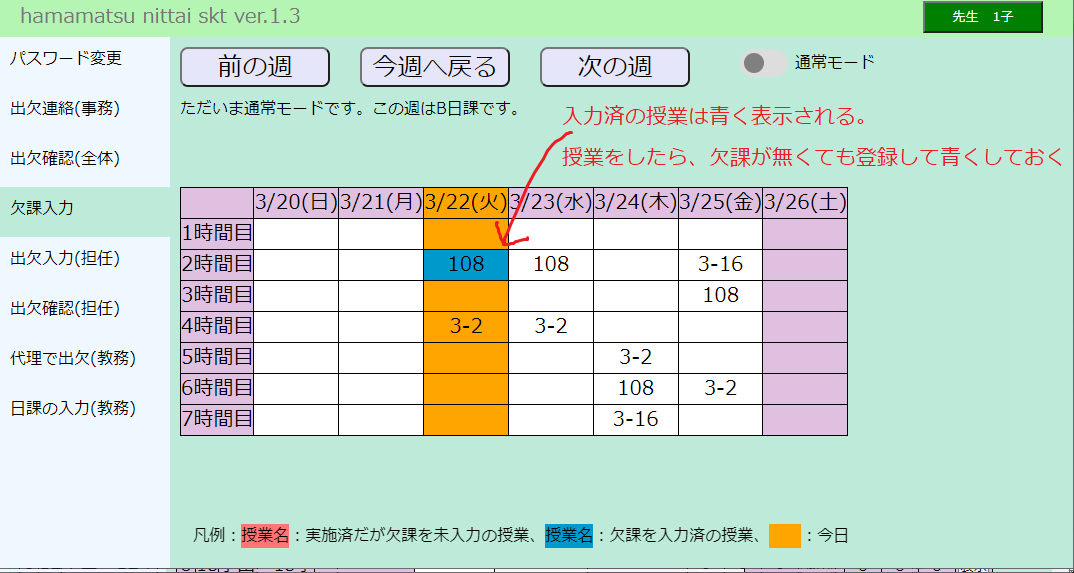 hamamatsu nittai skt ver.1.3
先生　1子
パスワード変更
出欠連絡(事務)
出欠確認(全体)
欠課入力
出欠入力(担任)
出欠確認(担任)
代理で出欠(教務)
日課の入力(教務)
前の週 今週へ戻る 次の週 通常モード
ただいま通常モードです。この週はB日課です。
入力済の授業は青く表示される。
授業をしたら、欠課が無くても登録して青くしておく
3/20(日) 3/21(月) 3/22(火) 3/23(水) 3/24(木) 3/25(金) 3/26(土)
1時間目
2時間目 108 108 3-16
3時間目 108
4時間目 3-2 3-2
5時間目 3-2
6時間目 108 3-2
7時間目 3-16
凡例：授業名：実施済だが欠課を未入力の授業、授業名：欠課を入力済の授業、　：今日